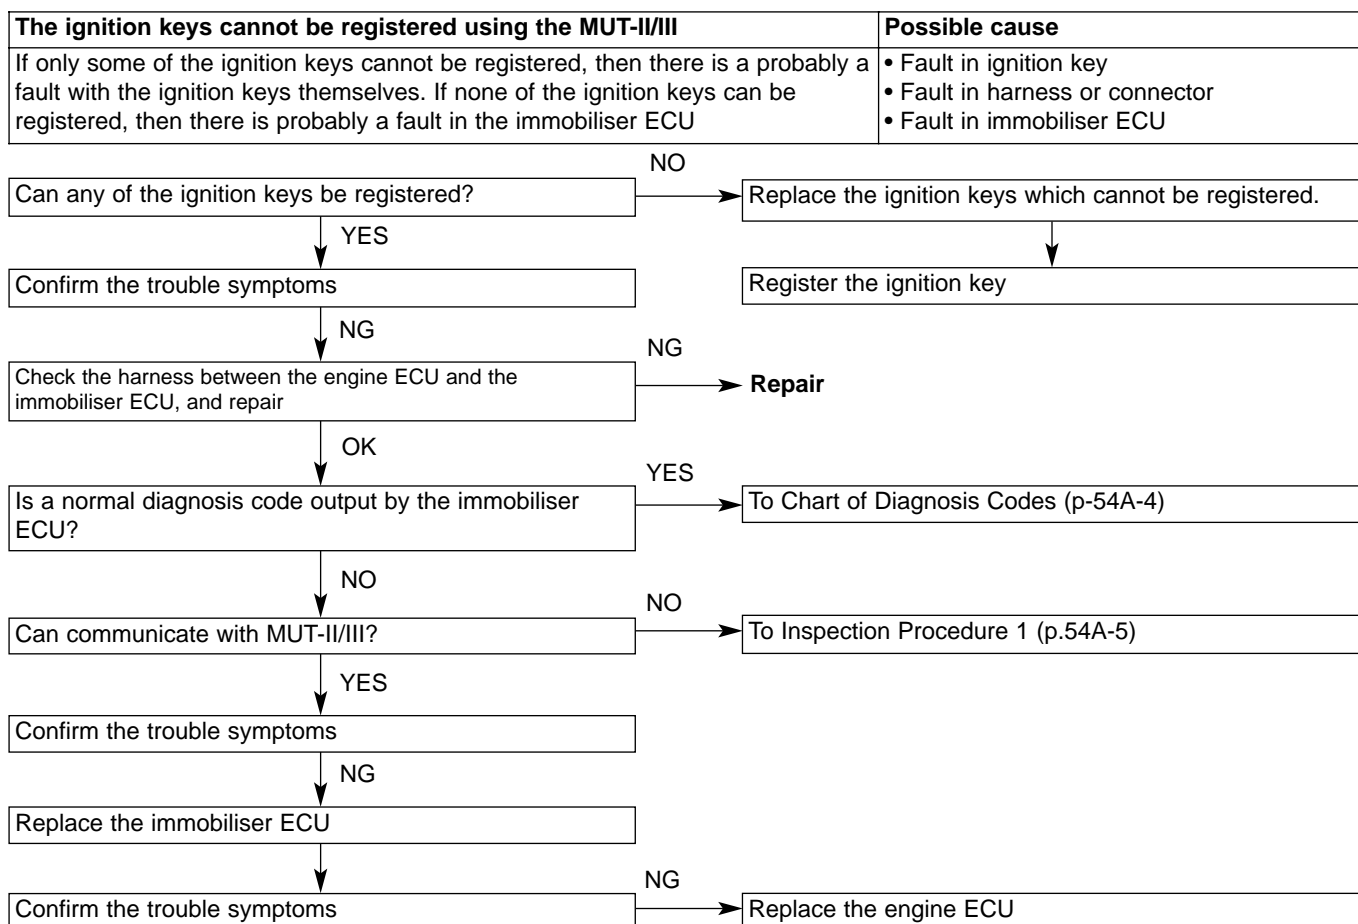 The ignition keys cannot be registered using the MUT-II/III
Possible cause
If only some of the ignition keys cannot be registered, then there is a probably a
fault with the ignition keys themselves. If none of the ignition keys can be
registered, then there is probably a fault in the immobiliser ECU
• Fault in ignition key
• Fault in harness or connector
• Fault in immobiliser ECU
NO
Can any of the ignition keys be registered?
Replace the ignition keys which cannot be registered.
YES
Confirm the trouble symptoms
Register the ignition key
NG
NG
Check the harness between the engine ECU and the
immobiliser ECU, and repair
Repair
OK
YES
Is a normal diagnosis code output by the immobiliser
ECU?
To Chart of Diagnosis Codes (p-54A-4)
NO
NO
Can communicate with MUT-II/III?
To Inspection Procedure 1 (p.54A-5)
YES
Confirm the trouble symptoms
NG
Replace the immobiliser ECU
NG
Confirm the trouble symptoms
Replace the engine ECU